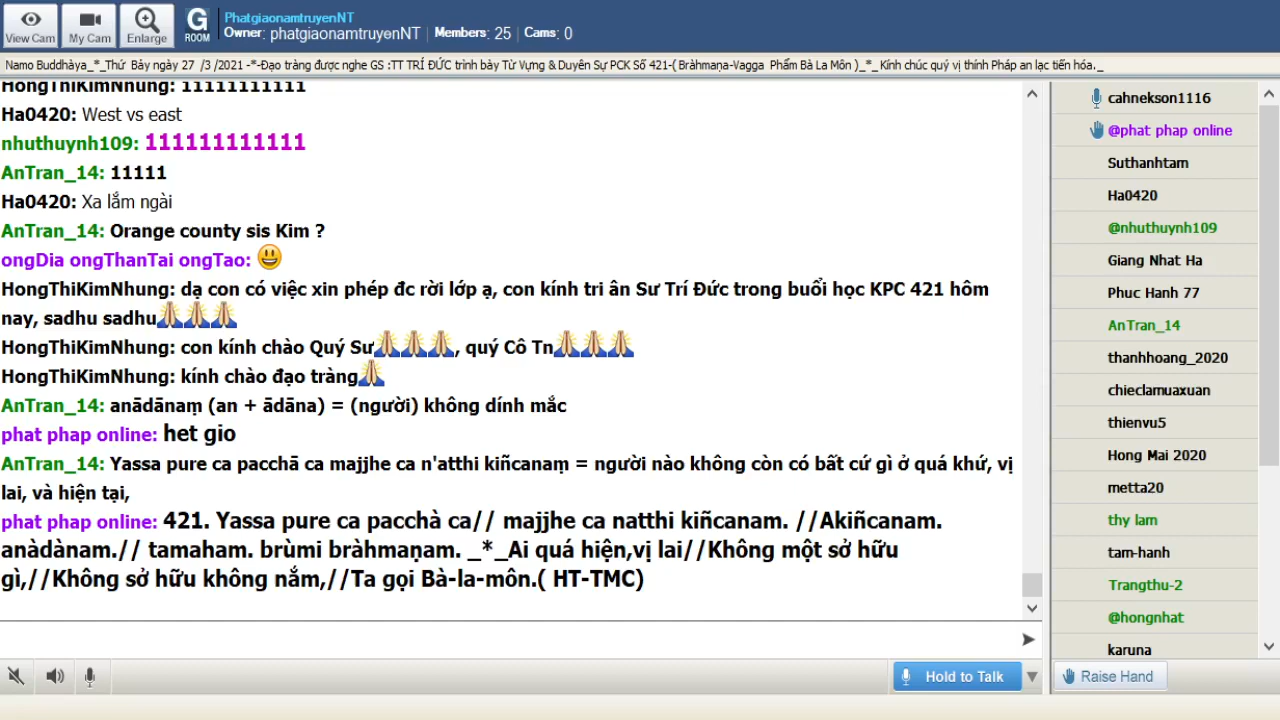 View Cam
My Cam
Enlarge
G
ROOM
PhatgiaonamtruyenNT
Owner: phatgiaonamtruyenNT | Members: 25 | Cams: 0
Namo Buddhàya_*_Thứ Bảy ngày 27 /3 /2021 -*-Đạo tràng được nghe GS :TT TRÍ ĐỨC trình bày Từ Vựng & Duyên Sự PCK Số 421-( Bràhmaṇa-Vagga Phẩm Bà La Môn )_*_ Kính chúc quý vị thính Pháp an lạc tiến hóa._
HongThiKimNhung: 11111111111
Ha0420: West vs east
nhuthuynh109: 111111111111
AnTran_14: 11111
Ha0420: Xa lắm ngài
AnTran_14: Orange county sis Kim ?
ongDia ongThanTai ongTao:
HongThiKimNhung: dạ con có việc xin phép đc rời lớp ạ, con kính tri ân Sư Trí Đức trong buổi học KPC 421 hôm
nay, sadhu sadhu
HongThiKimNhung: con kính chào Quý Sư, quý Cô Tn
HongThiKimNhung: kính chào đạo tràng
AnTran_14: anādānaṃ (an + ādāna) = (người) không dính mắc
phat phap online: het gio
AnTran_14: Yassa pure ca pacchā ca majjhe ca n'atthi kiñcanaṃ = người nào không còn có bất cứ gì ở quá khứ, vị
lai, và hiện tại,
phat phap online: 421. Yassa pure ca pacchà ca// majjhe ca natthi kiñcanam. //Akiñcanam.
anàdànam.// tamaham. brùmi bràhmaṇam. _*_Ai quá hiện,vị lai//Không một sở hữu
gì,//Không sở hữu không nắm,//Ta gọi Bà-la-môn.( HT-TMC)
Hold to Talk
cahnekson1116
@phat phap online
Suthanhtam
Ha0420
@nhuthuynh109
Giang Nhat Ha
Phuc Hanh 77
AnTran_14
thanhhoang_2020
chieclamuaxuan
thienvu5
Hong Mai 2020
metta20
thy lam
tam-hanh
Trangthu-2
@hongnhat
karuna
Raise Hand